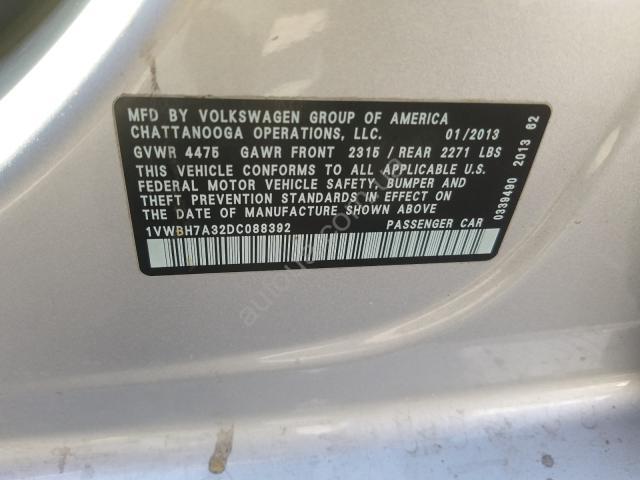 MFD BY VOLKSWAGEN GROUP OF AMERICA
CHATTANOOGA OPERATIONS, LLC. 01/2013
GVWR 4475 GAWR FRONT 2315 / REAR 2271 LBS
THIS VEHICLE CONFORMS TO ALL APPLICABLE U.S.
FEDERAL MOTOR VEHICLE SAFETY, BUMPER AND
THEFT PREVENTION STANDARDS IN EFFECT ON
THE DATE OF MANUFACTURE SHOWN ABOVE.
1VWBH7A32DC088392 PASSENGER CAR
0339490 2013 62